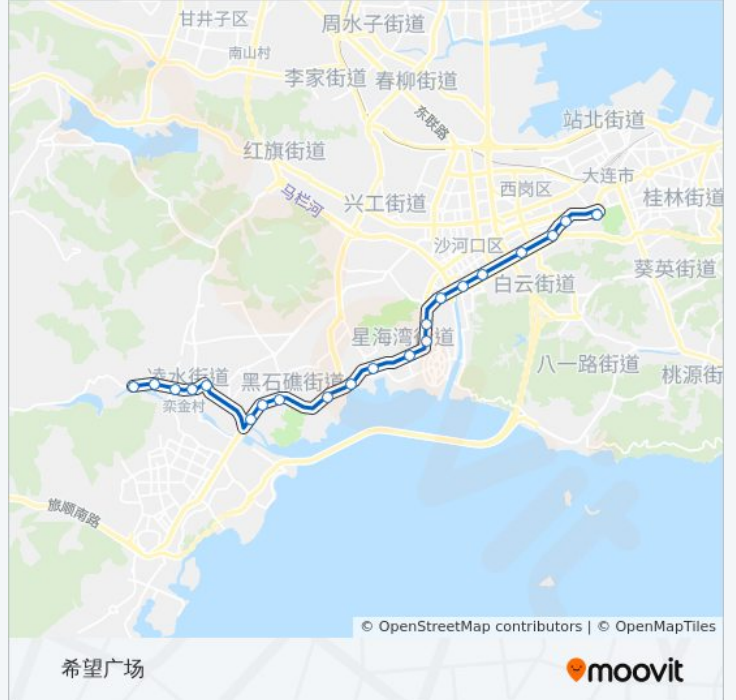 甘井子区
周水子街道
南山村
李家街道
春柳街道
东联路
站北街道
红旗街道
大连市
西岗区
桂林街道
马栏河
兴工街道
沙河口区
葵英街道
白云街道
星海湾街道
八一路街道
凌水街道
黑石礁街道
桃源街
栾金村
旅顺南路
© OpenStreetMap contributors | © OpenMapTiles
希望广场
moovit